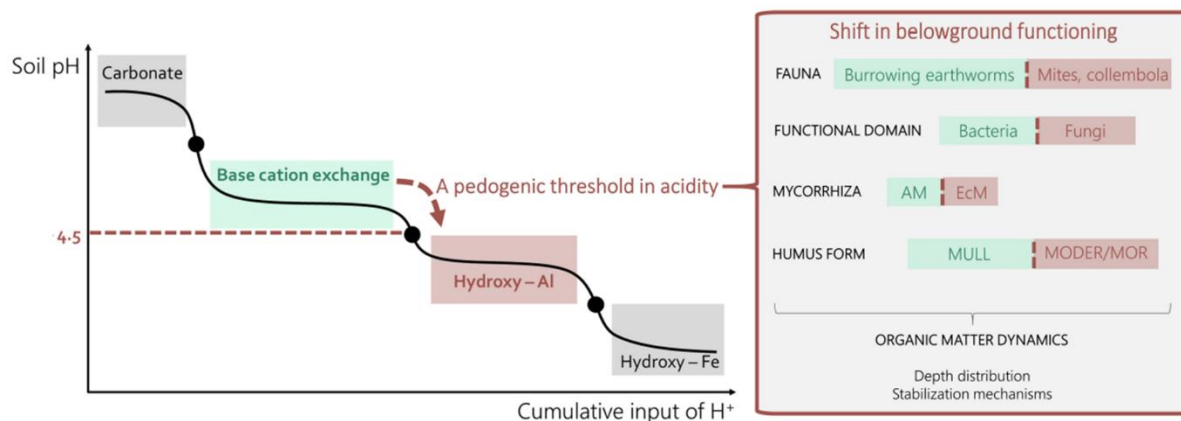 Soil pH
Carbonate
Base cation exchange
A pedogenic threshold in acidity
4.5
Hydroxy – Al
Hydroxy – Fe
Cumulative input of H⁺
Shift in belowground functioning
FAUNA Burrowing earthworms Mites, collembola
FUNCTIONAL DOMAIN Bacteria Fungi
MYCORRHIZA AM EcM
HUMUS FORM MULL MODER/MOR
ORGANIC MATTER DYNAMICS
Depth distribution
Stabilization mechanisms